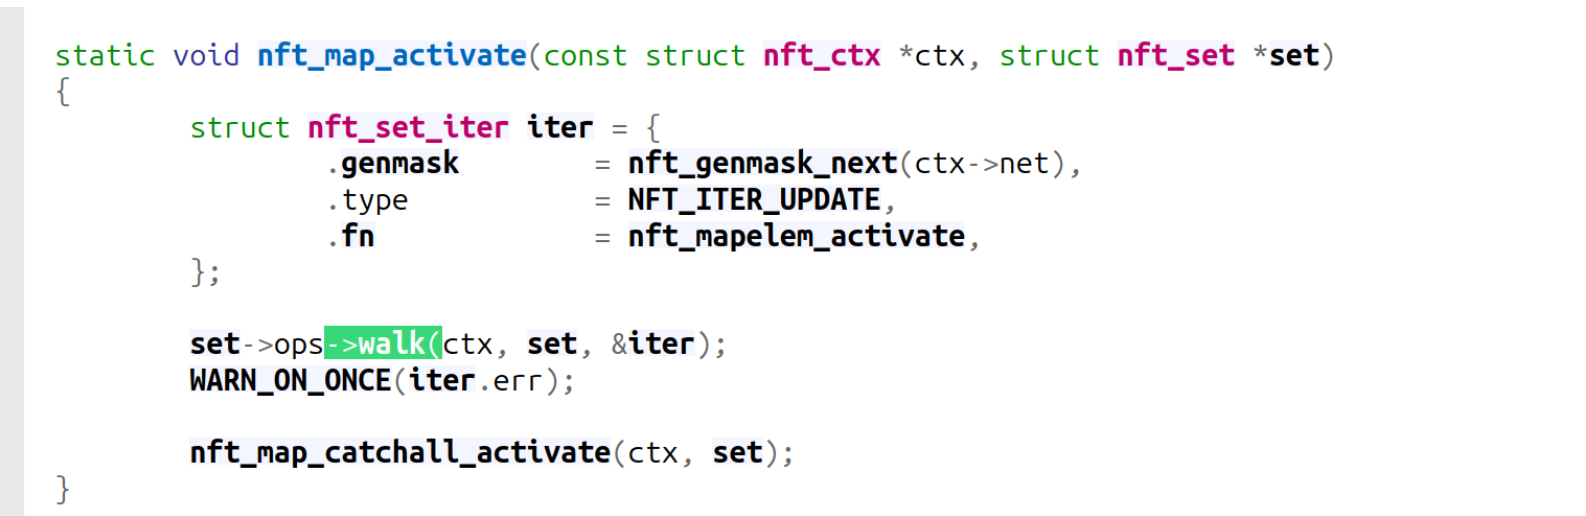 static void nft_map_activate(const struct nft_ctx *ctx, struct nft_set *set)
{
        struct nft_set_iter iter = {
                .genmask        = nft_genmask_next(ctx->net),
                .type           = NFT_ITER_UPDATE,
                .fn             = nft_mapelem_activate,
        };

        set->ops->walk(ctx, set, &iter);
        WARN_ON_ONCE(iter.err);

        nft_map_catchall_activate(ctx, set);
}